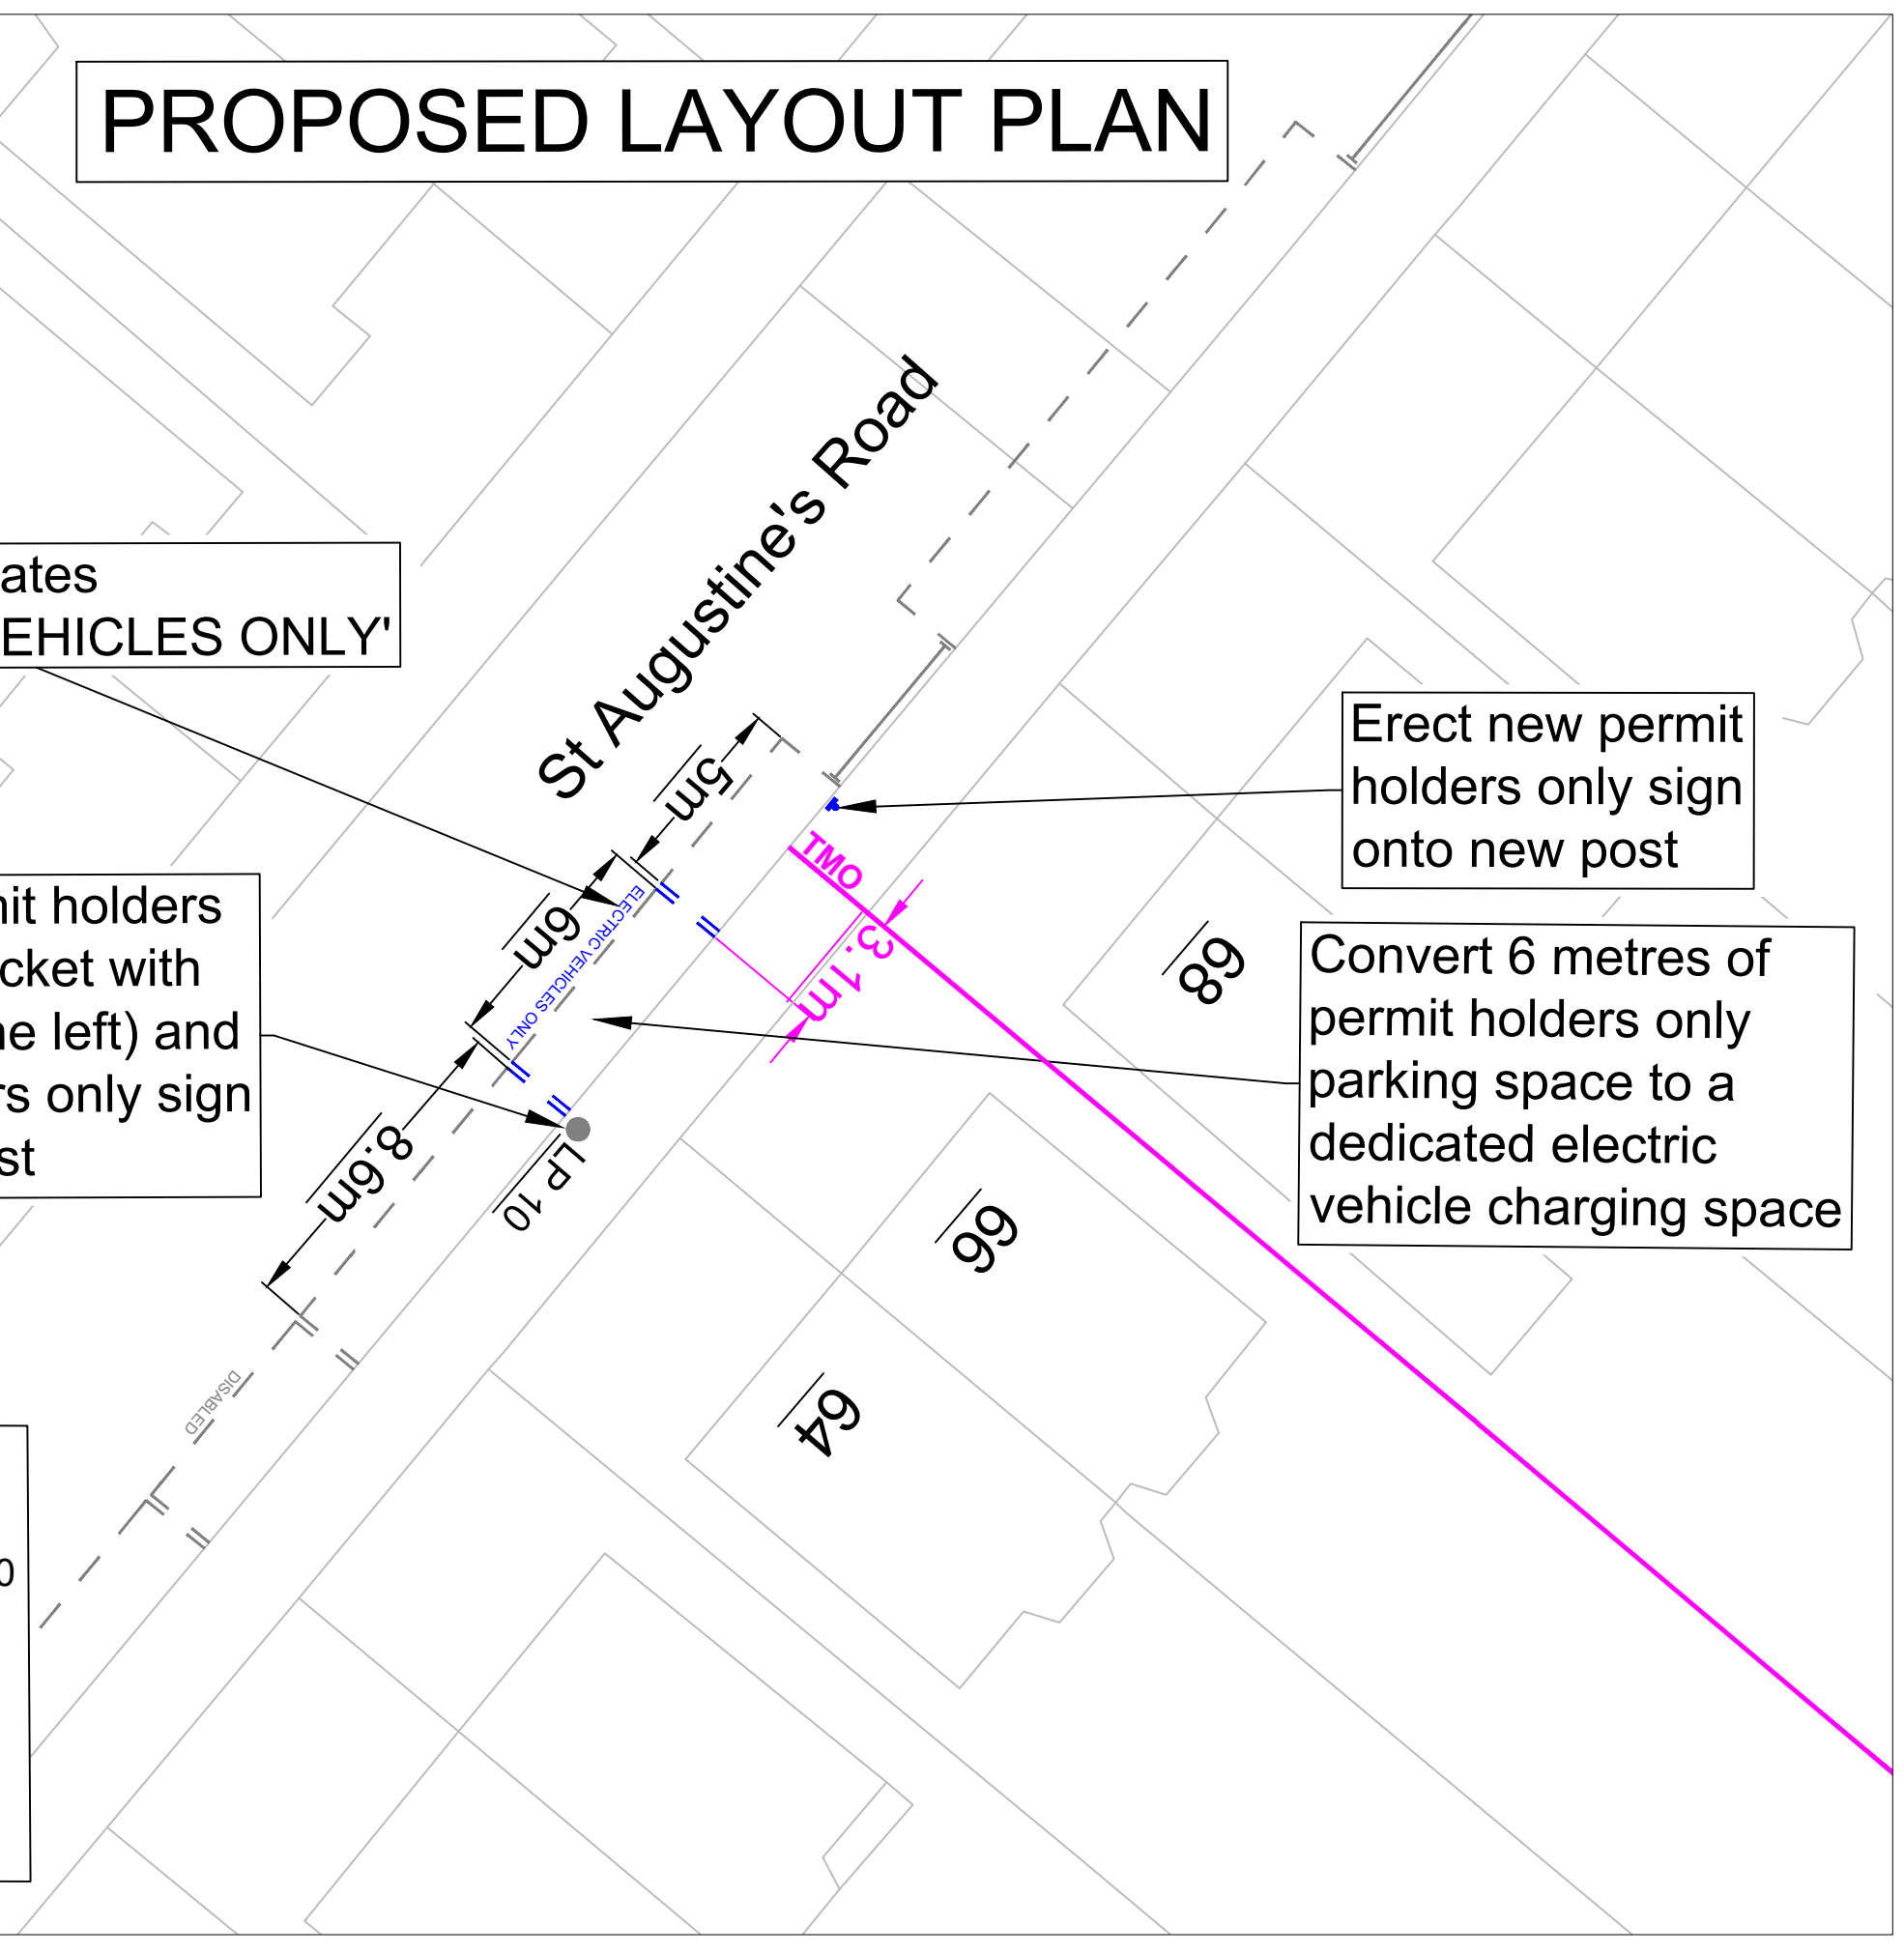 PROPOSED LAYOUT PLAN
St Augustine's Road
ates
EHICLES ONLY'
5m
Erect new permit
holders only sign
onto new post
TMO
6m
ELECTRIC VEHICLES ONLY
3.1m
68
nit holders
cket with
ne left) and
rs only sign
st
Convert 6 metres of
permit holders only
parking space to a
dedicated electric
vehicle charging space
8.6m
LP 10
66
64
DISABLED
0